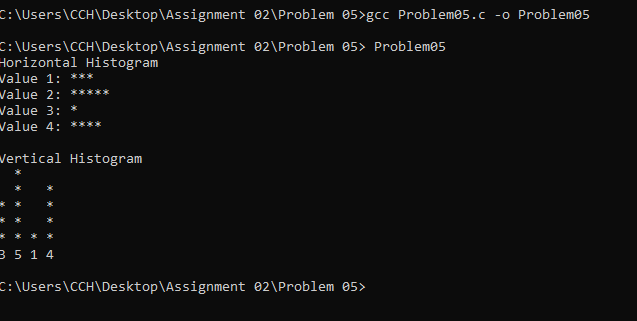 C:\Users\CCH\Desktop\Assignment 02\Problem 05>gcc Problem05.c -o Problem05
C:\Users\CCH\Desktop\Assignment 02\Problem 05> Problem05
Horizontal Histogram
Value 1: ***
Value 2: *****
Value 3: *
Value 4: ****
Vertical Histogram
  *
  *   *
* *   *
* *   *
* * * *
3 5 1 4
C:\Users\CCH\Desktop\Assignment 02\Problem 05>